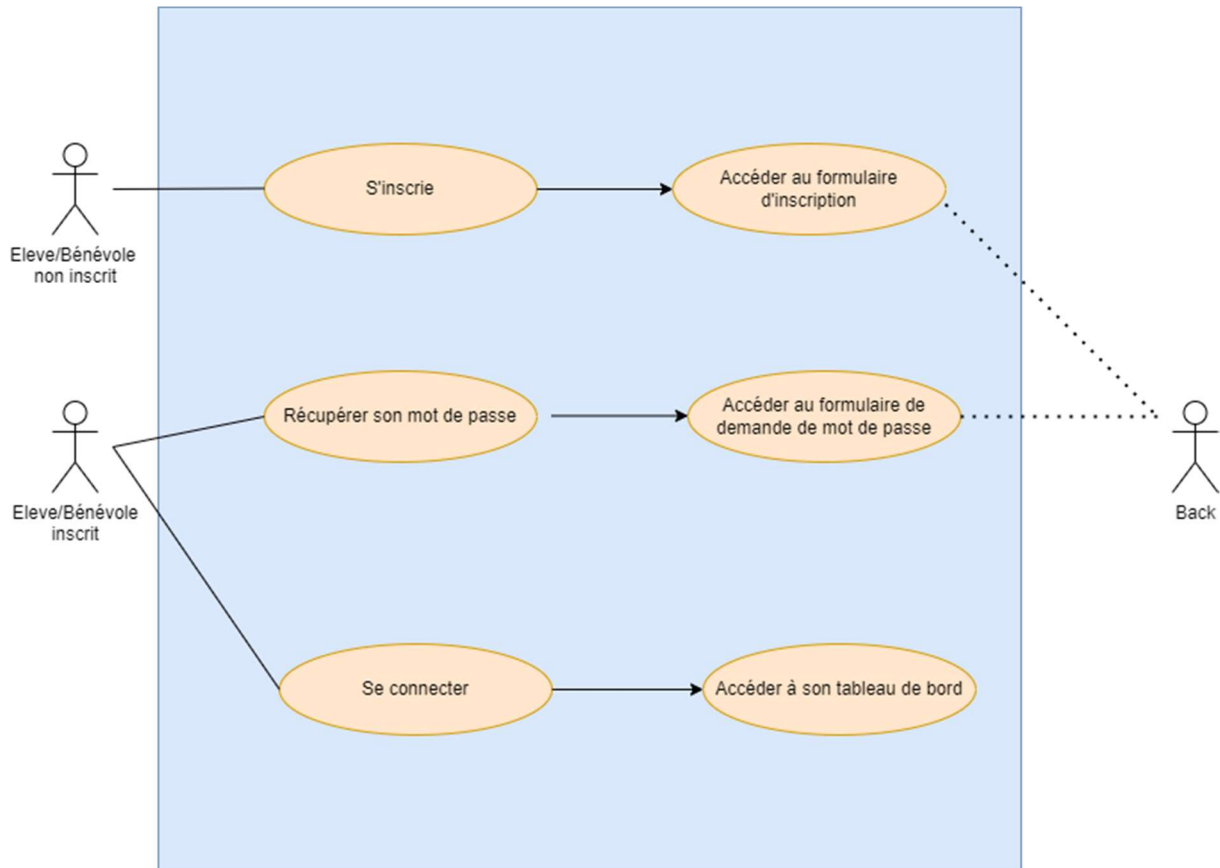 S'inscrie
Accéder au formulaire
d'inscription
Eleve/Bénévole
non inscrit
Récupérer son mot de passe
Accéder au formulaire de
demande de mot de passe
Eleve/Bénévole
inscrit
Back
Se connecter
Accéder à son tableau de bord